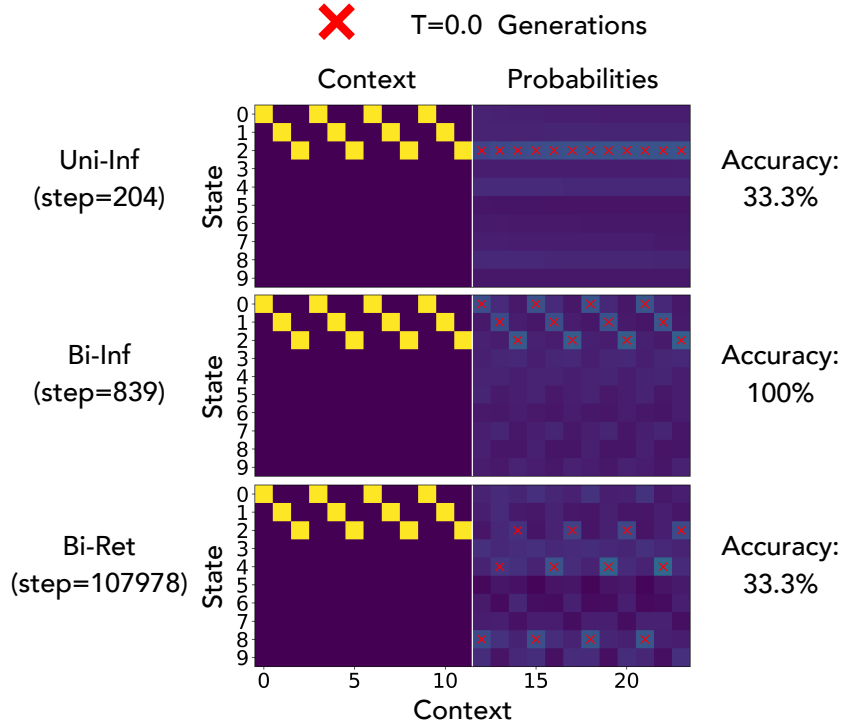 T=0.0 Generations
Context Probabilities
Uni-Inf
(step=204)
State
0
1
2
3
4
5
6
7
8
9
Accuracy:
33.3%
Bi-Inf
(step=839)
State
0
1
2
3
4
5
6
7
8
9
Accuracy:
100%
Bi-Ret
(step=107978)
State
0
1
2
3
4
5
6
7
8
9
Accuracy:
33.3%
0 5 10 15 20
Context